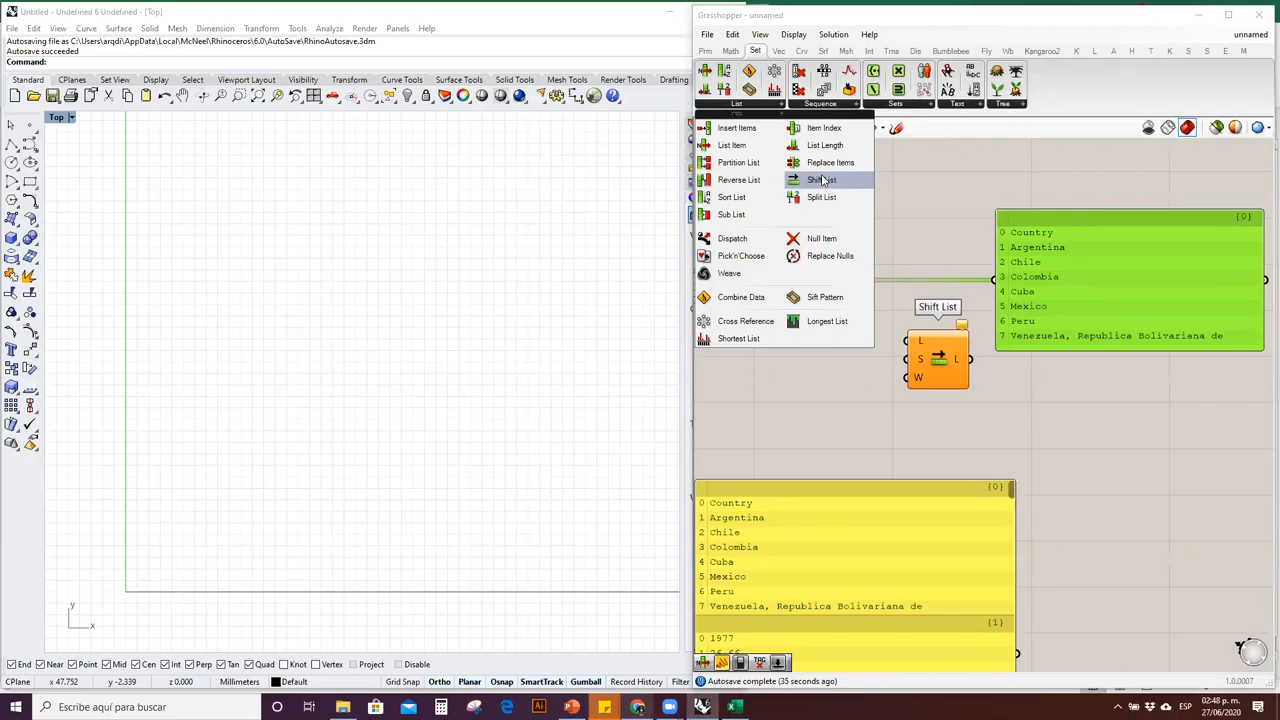 Untitled - Undefined 6 Undefined - [Top]
File Edit View Curve Surface Solid Mesh Dimension Transform Tools Analyze Render Panels Help
Autosaving file as C:\Users\arqdi\AppData\Local\McNeel\Rhinoceros\6.0\AutoSave\RhinoAutosave.3dm
Autosave succeeded
Command:
Standard CPlanes Set View Display Select Viewport Layout Visibility Transform Curve Tools Surface Tools Solid Tools Mesh Tools Render Tools Drafting
Top
y
x
End Near Point Mid Cen Int Perp Tan Quad Knot Vertex Project Disable
CPlane x 47.752 y -2.339 z 0.000 Millimeters Default Grid Snap Ortho Planar Osnap SmartTrack Gumball Record History Filter
Grasshopper - unnamed
File Edit View Display Solution Help unnamed
Prm Math Set Vec Crv Srf Msh Int Trns Dis Bumblebee Fly Wb Kangaroo2 K L A H T K L S E M
List Sequence Sets Text Tree
Insert Items Item Index
List Item List Length
Partition List Replace Items
Reverse List Shift List
Sort List Split List
Sub List
Dispatch Null Item
Pick'n'Choose Replace Nulls
Weave
Combine Data Sift Pattern
Cross Reference Longest List
Shortest List
Shift List
L
S L
W
{0}
0 Country
1 Argentina
2 Chile
3 Colombia
4 Cuba
5 Mexico
6 Peru
7 Venezuela, Republica Bolivariana de
{0}
0 Country
1 Argentina
2 Chile
3 Colombia
4 Cuba
5 Mexico
6 Peru
7 Venezuela, Republica Bolivariana de
{1}
0 1977
Autosave complete (35 seconds ago) 1.0.0007
Escribe aquí para buscar
ESP
02:48 p. m.
27/06/2020